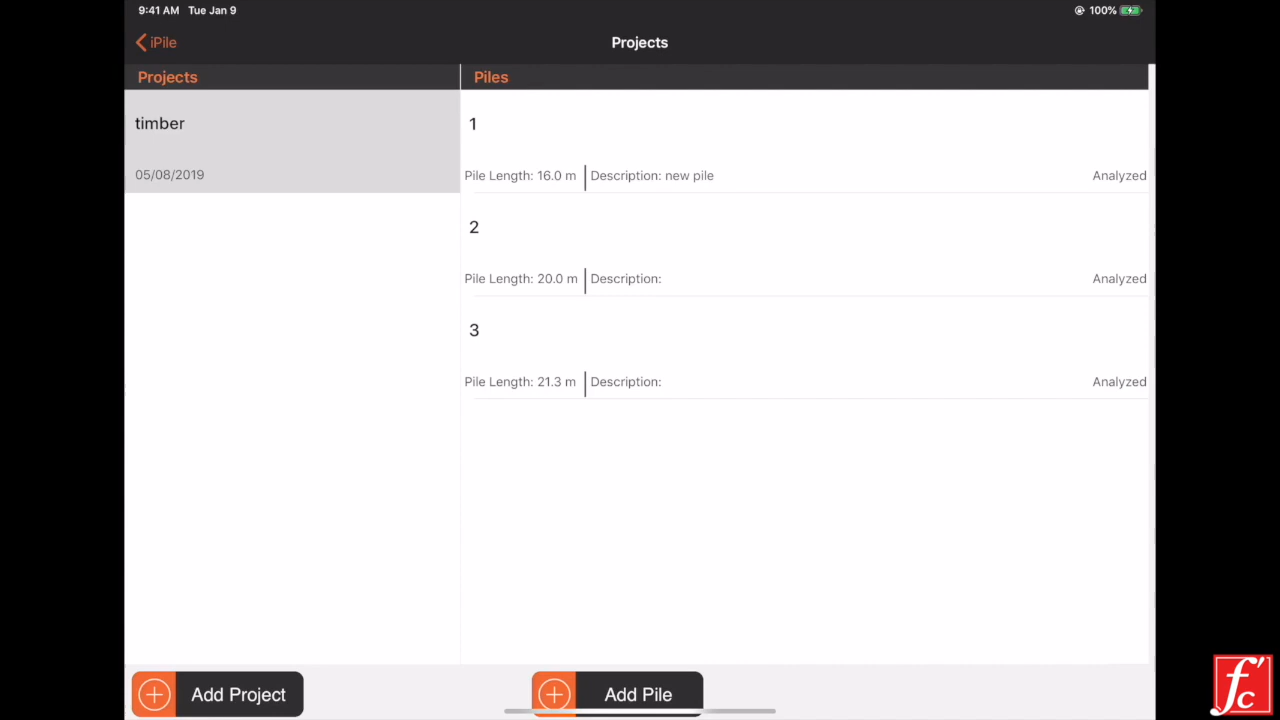 9:41 AM Tue Jan 9
100%
iPile
Projects
Projects
Piles
timber
05/08/2019
1
Pile Length: 16.0 m
Description: new pile
Analyzed
2
Pile Length: 20.0 m
Description:
Analyzed
3
Pile Length: 21.3 m
Description:
Analyzed
Add Project
Add Pile
f'c